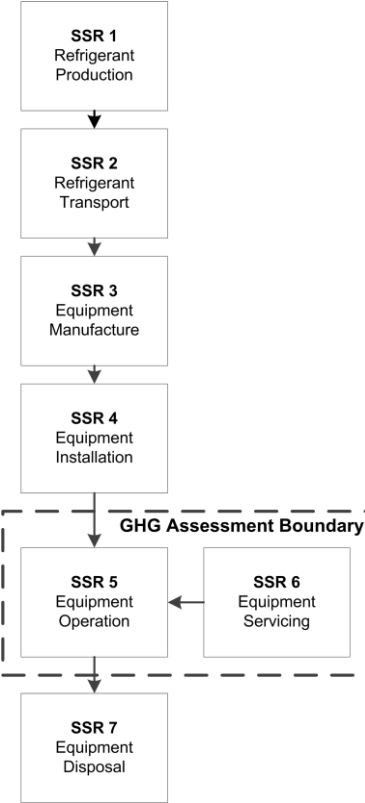 SSR 1
Refrigerant
Production
SSR 2
Refrigerant
Transport
SSR 3
Equipment
Manufacture
SSR 4
Equipment
Installation
GHG Assessment Boundary
SSR 5
Equipment
Operation
SSR 6
Equipment
Servicing
SSR 7
Equipment
Disposal